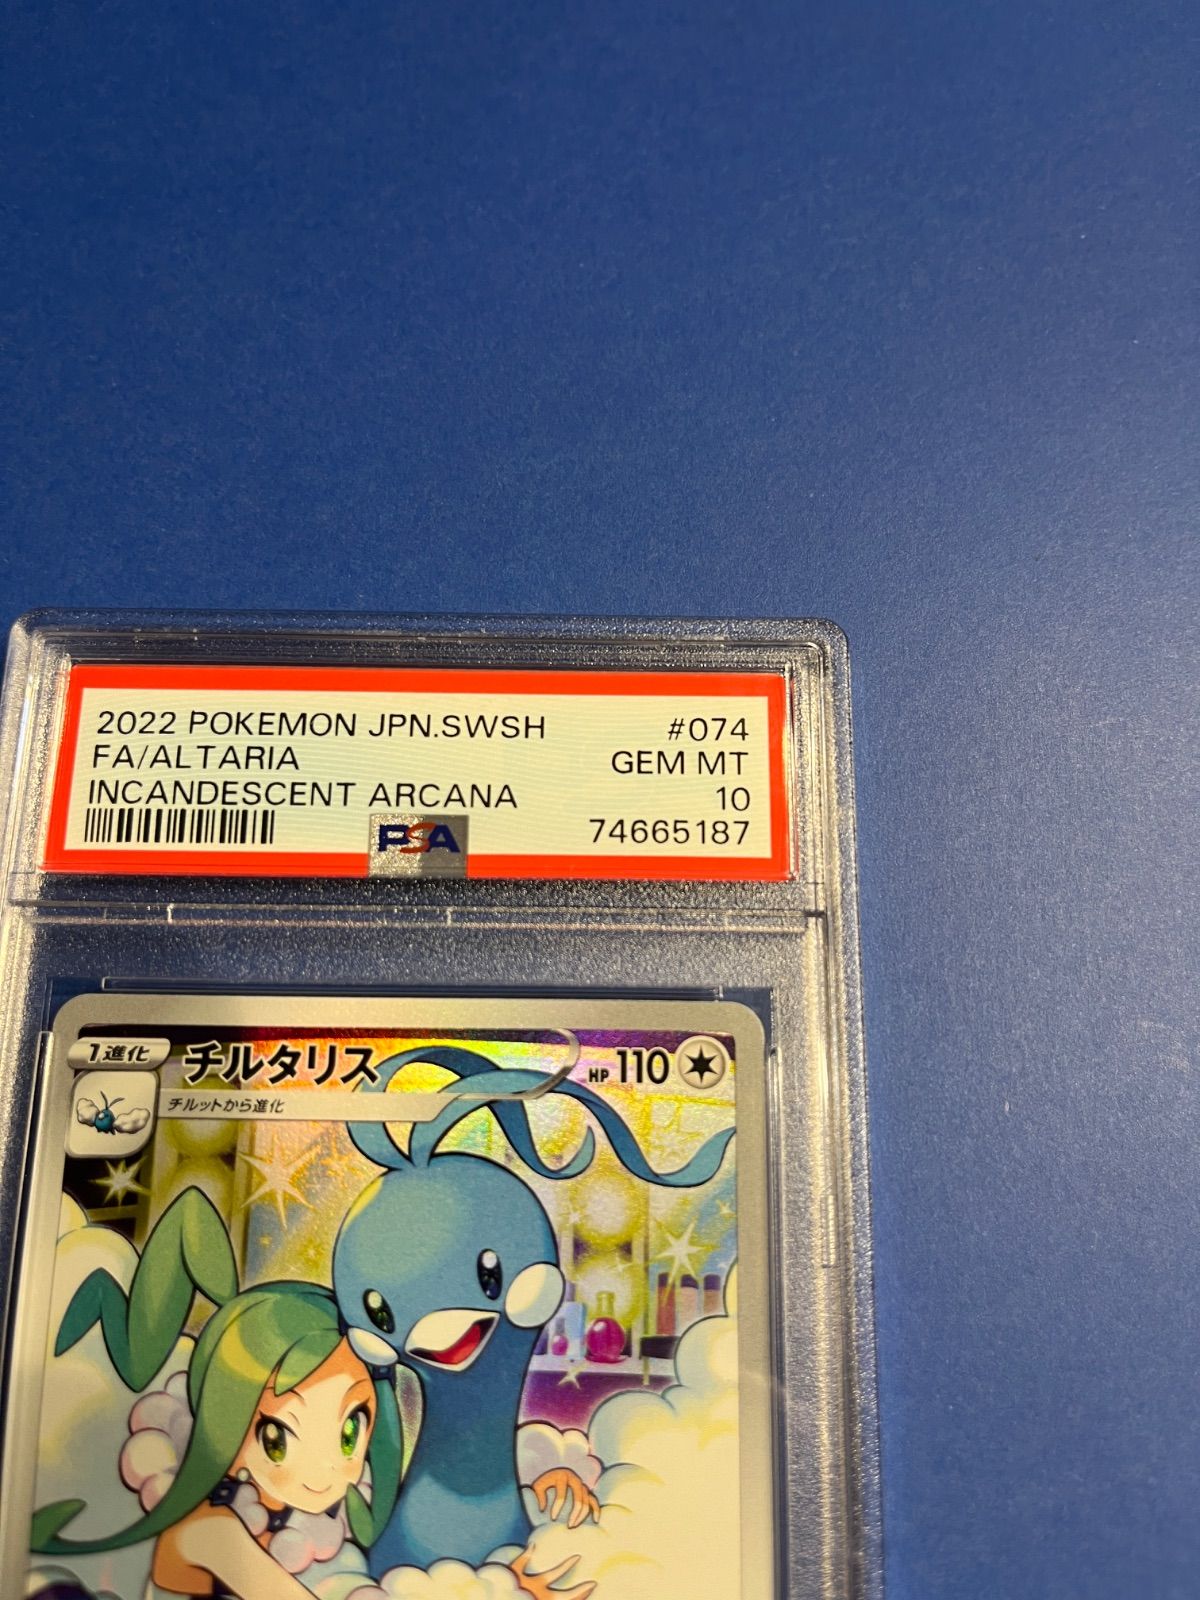 2022 POKEMON JPN.SWSH #074
FA/ALTARIA GEM MT
INCANDESCENT ARCANA 10
PSA 74665187
1進化 チルタリス HP 110
チルットから進化